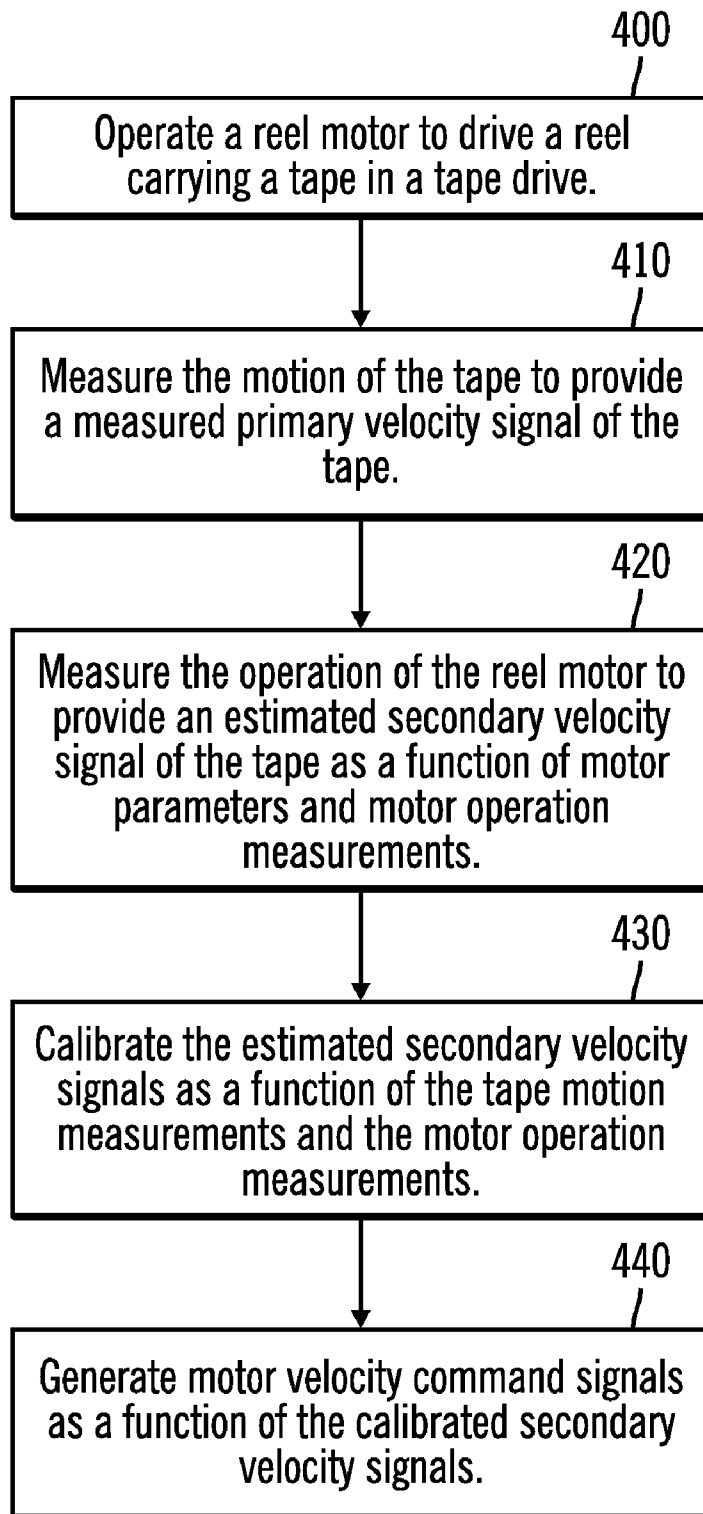 400
Operate a reel motor to drive a reel
carrying a tape in a tape drive.
410
Measure the motion of the tape to provide
a measured primary velocity signal of the
tape.
420
Measure the operation of the reel motor to
provide an estimated secondary velocity
signal of the tape as a function of motor
parameters and motor operation
measurements.
430
Calibrate the estimated secondary velocity
signals as a function of the tape motion
measurements and the motor operation
measurements.
440
Generate motor velocity command signals
as a function of the calibrated secondary
velocity signals.